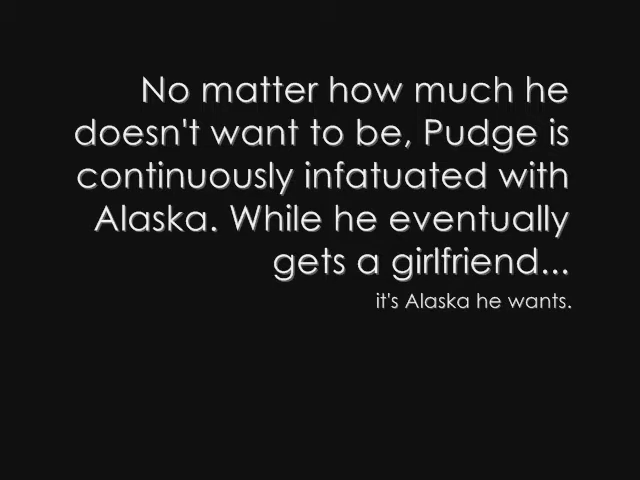 No matter how much he
doesn't want to be, Pudge is
continuously infatuated with
Alaska. While he eventually
gets a girlfriend...
it's Alaska he wants.